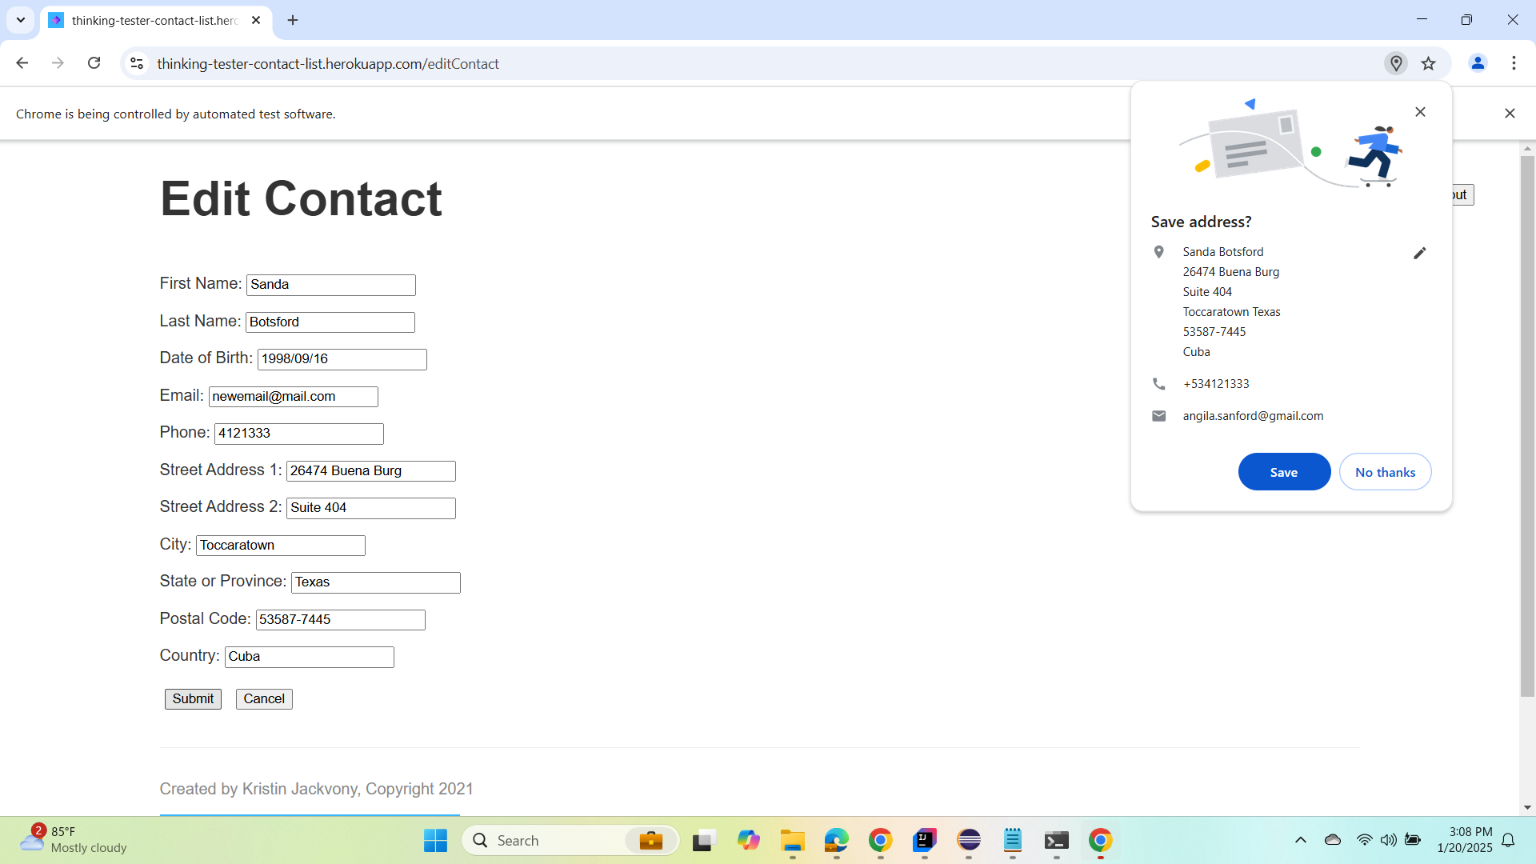 thinking-tester-contact-list.herc
thinking-tester-contact-list.herokuapp.com/editContact
Chrome is being controlled by automated test software.
Edit Contact
out
First Name: Sanda
Last Name: Botsford
Date of Birth: 1998/09/16
Email: newemail@mail.com
Phone: 4121333
Street Address 1: 26474 Buena Burg
Street Address 2: Suite 404
City: Toccaratown
State or Province: Texas
Postal Code: 53587-7445
Country: Cuba
Submit Cancel
Created by Kristin Jackvony, Copyright 2021
Save address?
Sanda Botsford
26474 Buena Burg
Suite 404
Toccaratown Texas
53587-7445
Cuba
+534121333
angila.sanford@gmail.com
Save No thanks
2
85°F
Mostly cloudy
Search
3:08 PM
1/20/2025